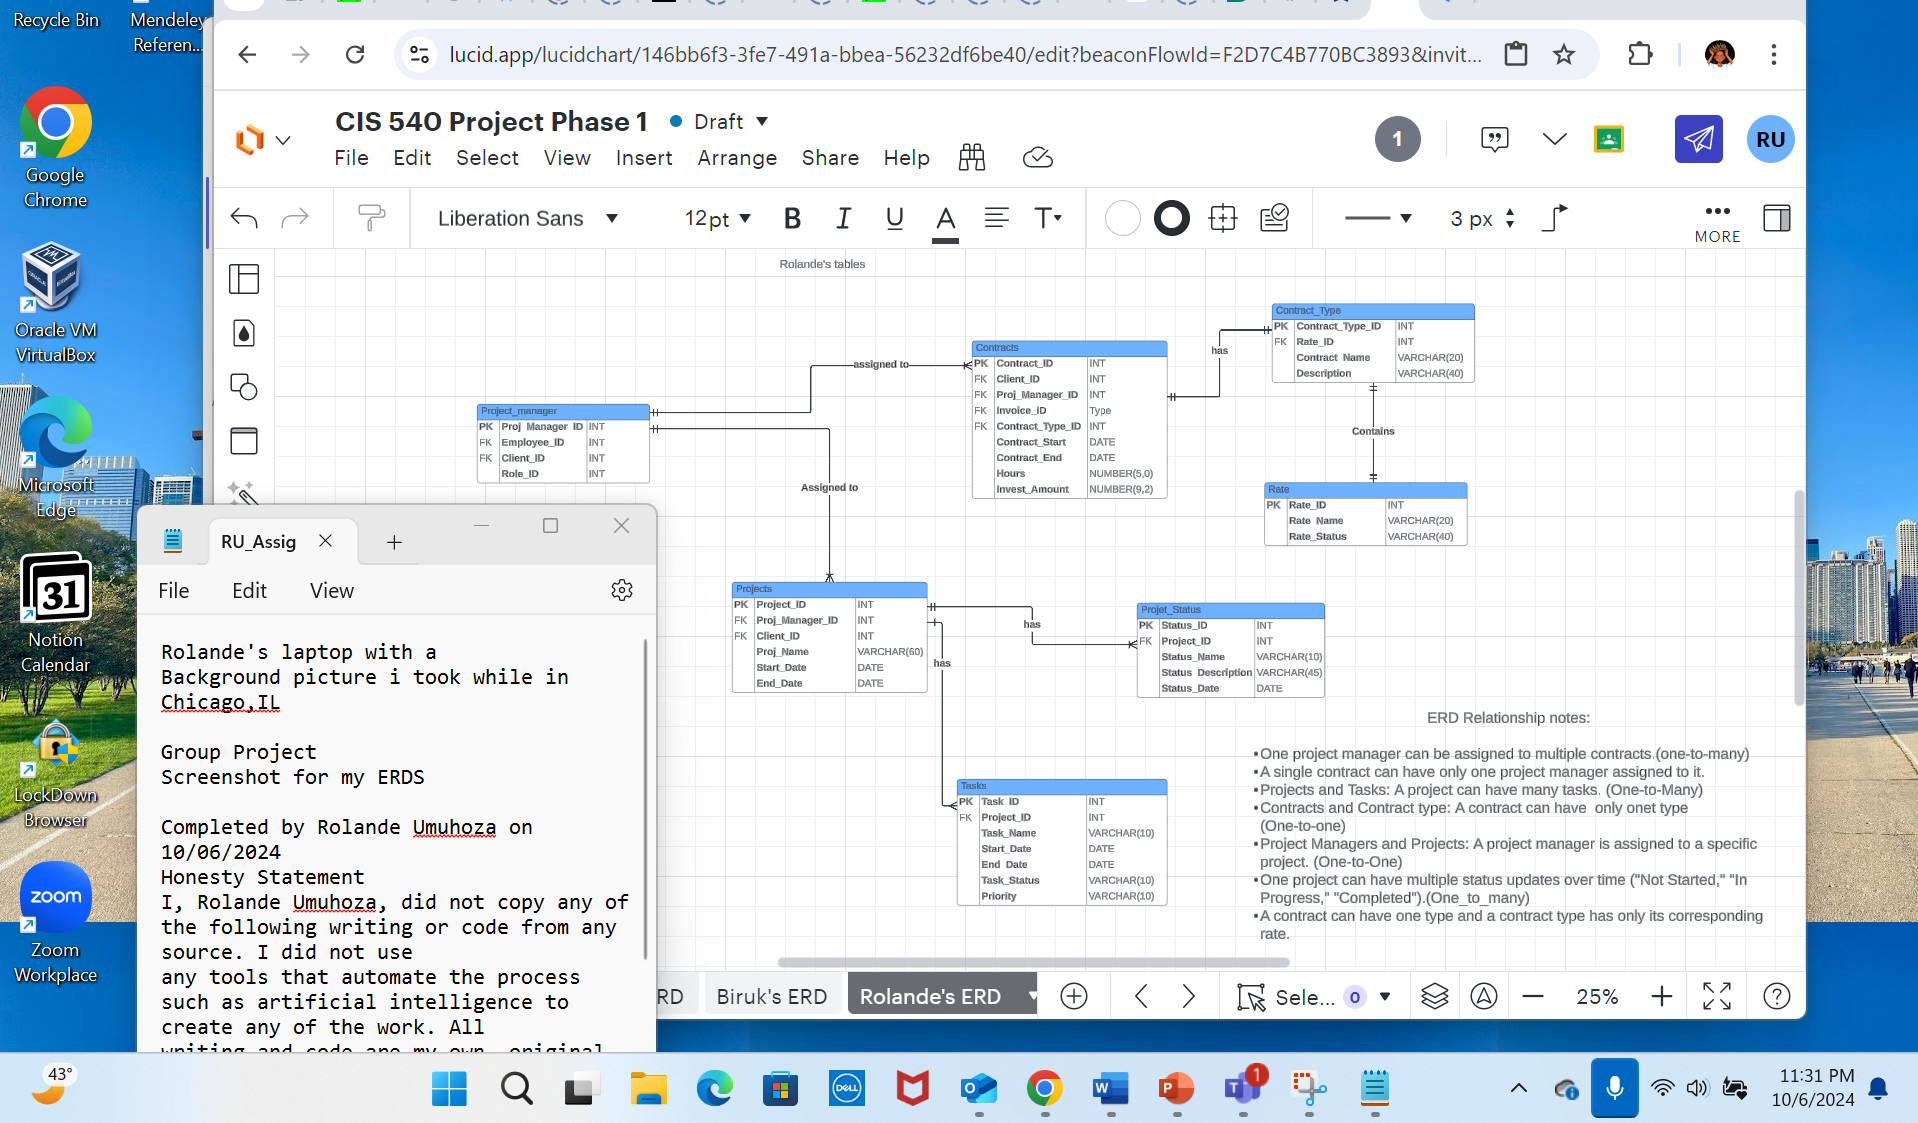 Recycle Bin
Mendeley
Referen...
Google
Chrome
Oracle VM
VirtualBox
Microsoft
Edge
31
Notion
Calendar
LockDown
Browser
zoom
Zoom
Workplace
lucid.app/lucidchart/146bb6f3-3fe7-491a-bbea-56232df6be40/edit?beaconFlowId=F2D7C4B770BC3893&invit...
CIS 540 Project Phase 1
Draft
File Edit Select View Insert Arrange Share Help
1
RU
Liberation Sans 12pt B I U A T 3 px
MORE
Rolande's tables
Project_manager
PK Proj_Manager_ID INT
FK Employee_ID INT
FK Client_ID INT
Role_ID INT
assigned to
Assigned to
Contracts
PK Contract_ID INT
FK Client_ID INT
FK Proj_Manager_ID INT
FK Invoice_ID Type
FK Contract_Type_ID INT
Contract_Start DATE
Contract_End DATE
Hours NUMBER(5,0)
Invest_Amount NUMBER(9,2)
has
Contract_Type
PK Contract_Type_ID INT
FK Rate_ID INT
Contract_Name VARCHAR(20)
Description VARCHAR(40)
Contains
Rate
PK Rate_ID INT
Rate_Name VARCHAR(20)
Rate_Status VARCHAR(40)
Projects
PK Project_ID INT
FK Proj_Manager_ID INT
FK Client_ID INT
Proj_Name VARCHAR(60)
Start_Date DATE
End_Date DATE
has
has
Projet_Status
PK Status_ID INT
FK Project_ID INT
Status_Name VARCHAR(10)
Status_Description VARCHAR(45)
Status_Date DATE
Tasks
PK Task_ID INT
FK Project_ID INT
Task_Name VARCHAR(10)
Start_Date DATE
End_Date DATE
Task_Status VARCHAR(10)
Priority VARCHAR(10)
ERD Relationship notes:
▪One project manager can be assigned to multiple contracts.(one-to-many)
▪A single contract can have only one project manager assigned to it.
▪Projects and Tasks: A project can have many tasks. (One-to-Many)
▪Contracts and Contract type: A contract can have only onet type
(One-to-one)
▪Project Managers and Projects: A project manager is assigned to a specific
project. (One-to-One)
▪One project can have multiple status updates over time ("Not Started," "In
Progress," "Completed").(One_to_many)
▪A contract can have one type and a contract type has only its corresponding
rate.
RU_Assig
File Edit View
Rolande's laptop with a
Background picture i took while in
Chicago,IL
Group Project
Screenshot for my ERDS
Completed by Rolande Umuhoza on
10/06/2024
Honesty Statement
I, Rolande Umuhoza, did not copy any of
the following writing or code from any
source. I did not use
any tools that automate the process
such as artificial intelligence to
create any of the work. All
writing and code are my own, original
RD
Biruk's ERD
Rolande's ERD
Sele... 0
25%
43°
DELL
W
P
T
1
11:31 PM
10/6/2024